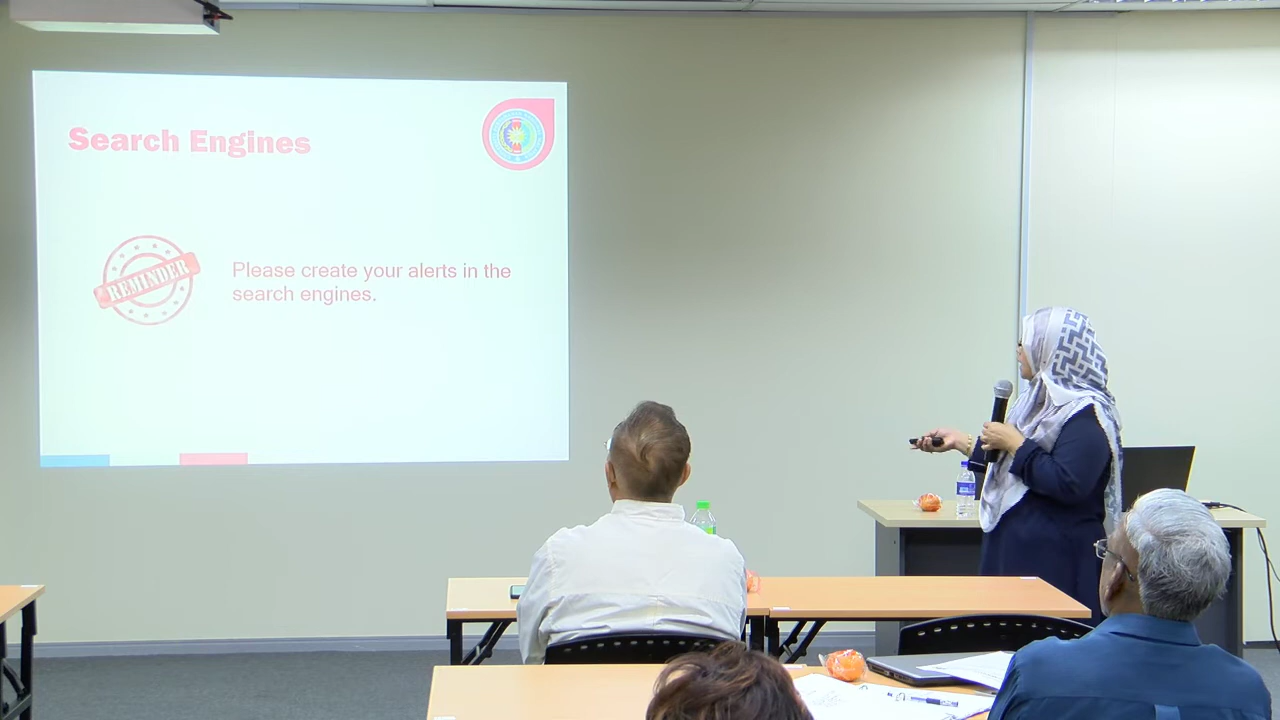 Search Engines
REMINDER
Please create your alerts in the
search engines.